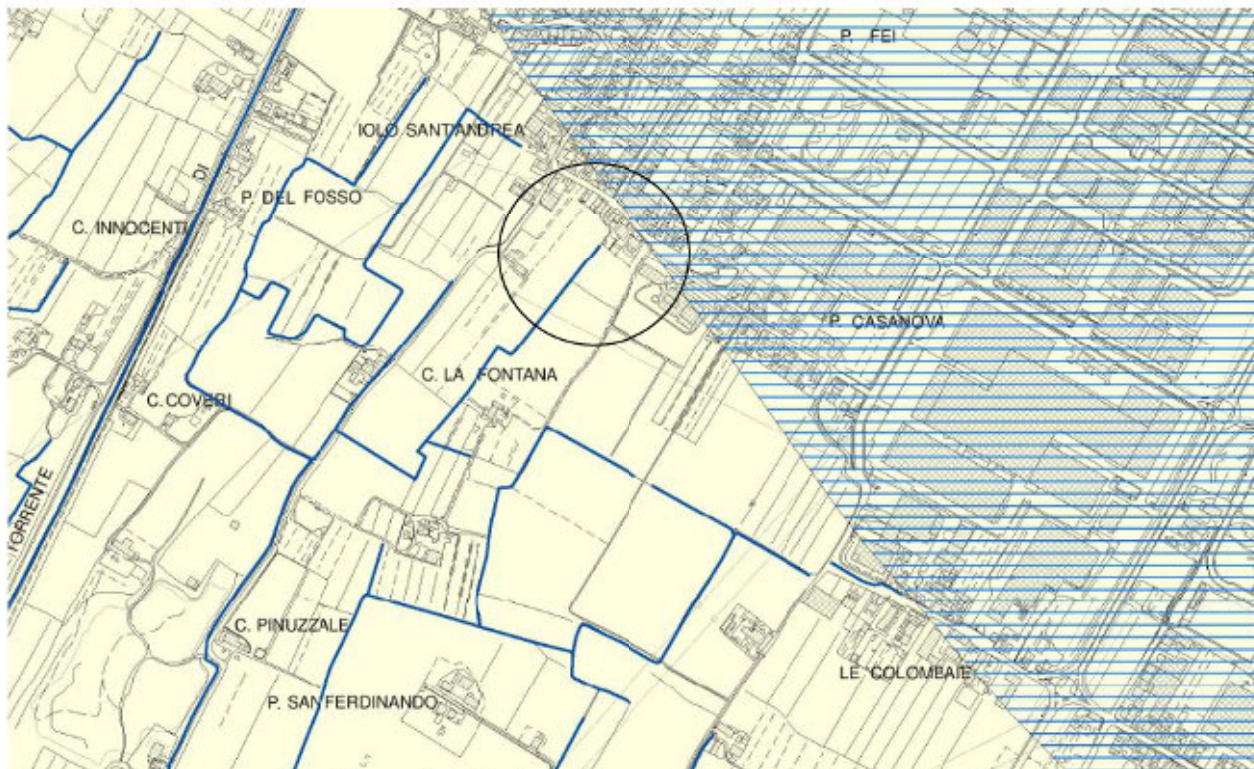 P. FEI
IOLO SANT'ANDREA
DI
P. DEL FOSSO
C. INNOCENTI
P. CASANOVA
C. LA FONTANA
C. COVERI
TORRENTE
C. PINUZZALE
LE COLOMBAIE
P. SAN FERDINANDO